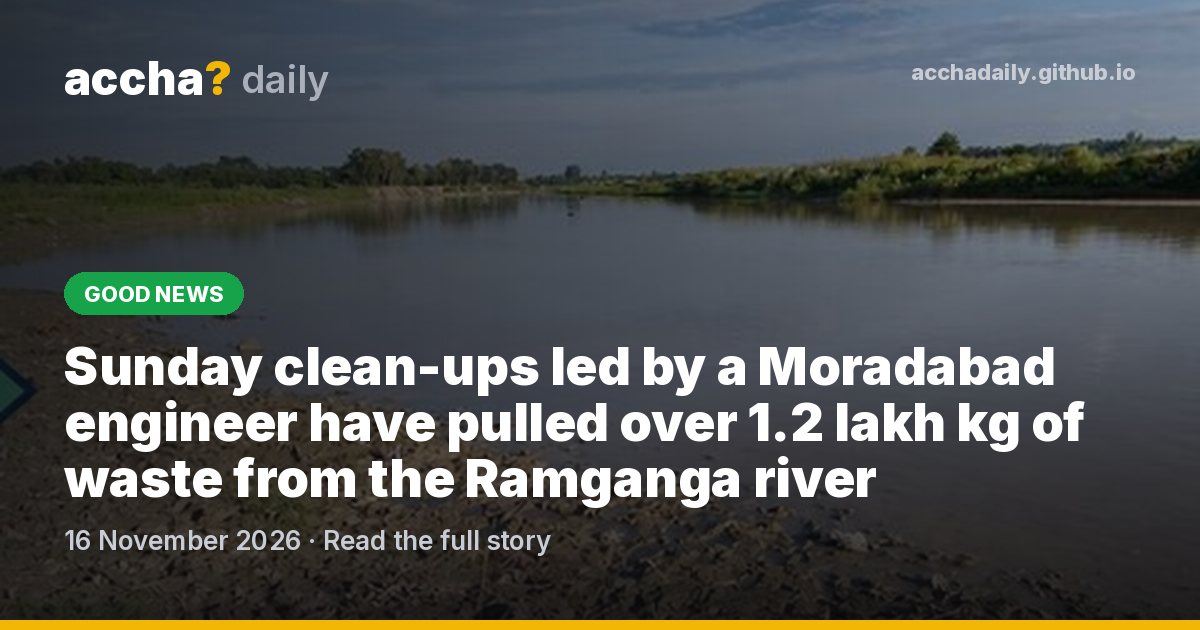 accha? daily
acchadaily.github.io
GOOD NEWS
Sunday clean-ups led by a Moradabad
engineer have pulled over 1.2 lakh kg of
waste from the Ramganga river
16 November 2026 · Read the full story